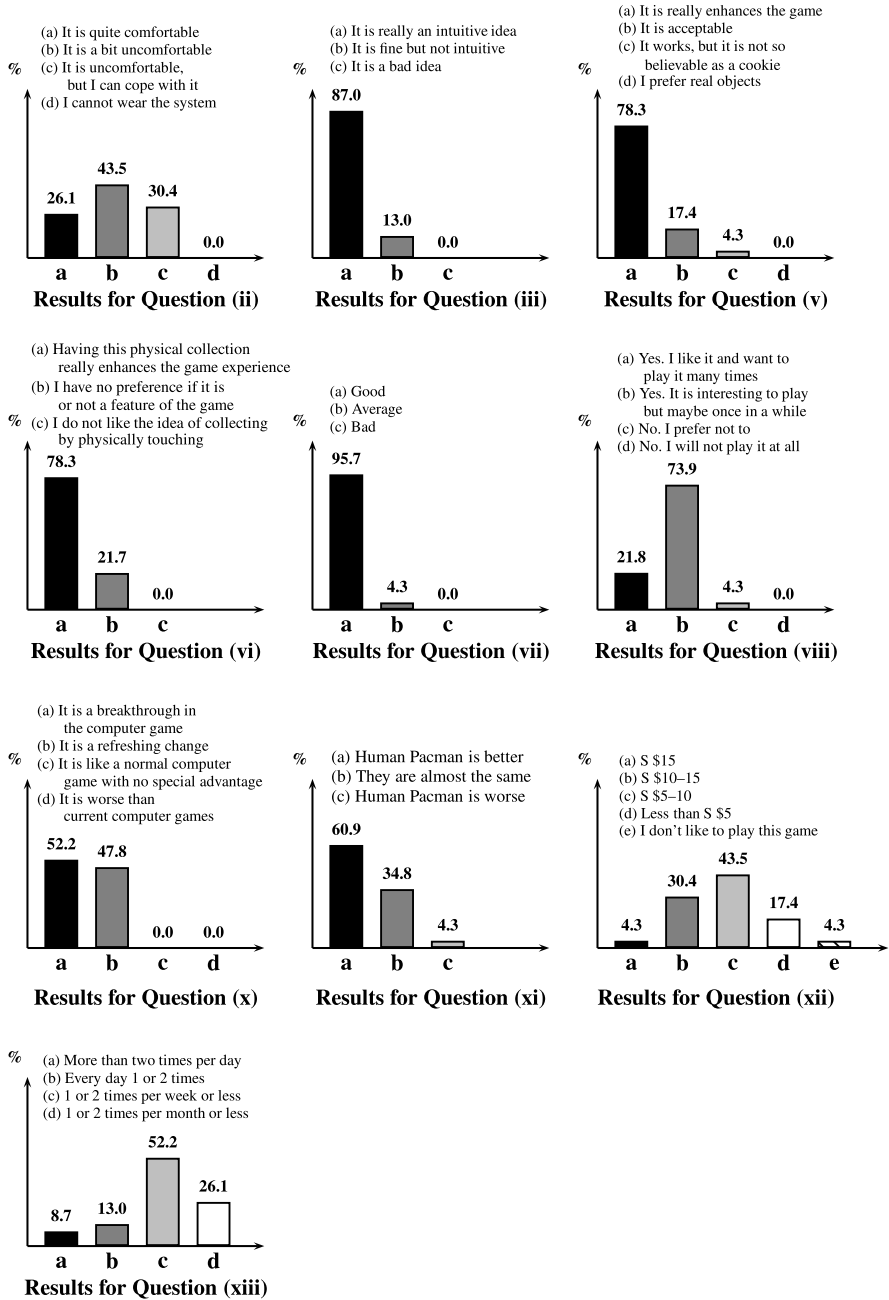 (a) It is quite comfortable
(b) It is a bit uncomfortable
(c) It is uncomfortable,
but I can cope with it
(d) I cannot wear the system
%
26.1
43.5
30.4
0.0
a b c d
Results for Question (ii)
(a) It is really an intuitive idea
(b) It is fine but not intuitive
(c) It is a bad idea
%
87.0
13.0
0.0
a b c
Results for Question (iii)
(a) It is really enhances the game
(b) It is acceptable
(c) It works, but it is not so
believable as a cookie
(d) I prefer real objects
%
78.3
17.4
4.3
0.0
a b c d
Results for Question (v)
(a) Having this physical collection
really enhances the game experience
(b) I have no preference if it is
or not a feature of the game
(c) I do not like the idea of collecting
by physically touching
%
78.3
21.7
0.0
a b c
Results for Question (vi)
(a) Good
(b) Average
(c) Bad
%
95.7
4.3
0.0
a b c
Results for Question (vii)
(a) Yes. I like it and want to
play it many times
(b) Yes. It is interesting to play
but maybe once in a while
(c) No. I prefer not to
(d) No. I will not play it at all
%
21.8
73.9
4.3
0.0
a b c d
Results for Question (viii)
(a) It is a breakthrough in
the computer game
(b) It is a refreshing change
(c) It is like a normal computer
game with no special advantage
(d) It is worse than
current computer games
%
52.2
47.8
0.0
0.0
a b c d
Results for Question (x)
(a) Human Pacman is better
(b) They are almost the same
(c) Human Pacman is worse
%
60.9
34.8
4.3
a b c
Results for Question (xi)
(a) S $15
(b) S $10–15
(c) S $5–10
(d) Less than S $5
(e) I don't like to play this game
%
4.3
30.4
43.5
17.4
4.3
a b c d e
Results for Question (xii)
(a) More than two times per day
(b) Every day 1 or 2 times
(c) 1 or 2 times per week or less
(d) 1 or 2 times per month or less
%
8.7
13.0
52.2
26.1
a b c d
Results for Question (xiii)